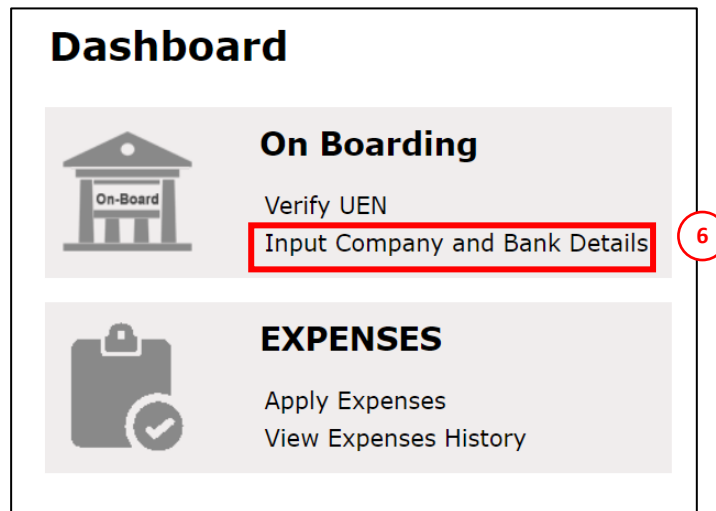 Dashboard
On Boarding
On-Board
Verify UEN
Input Company and Bank Details
6
EXPENSES
Apply Expenses
View Expenses History